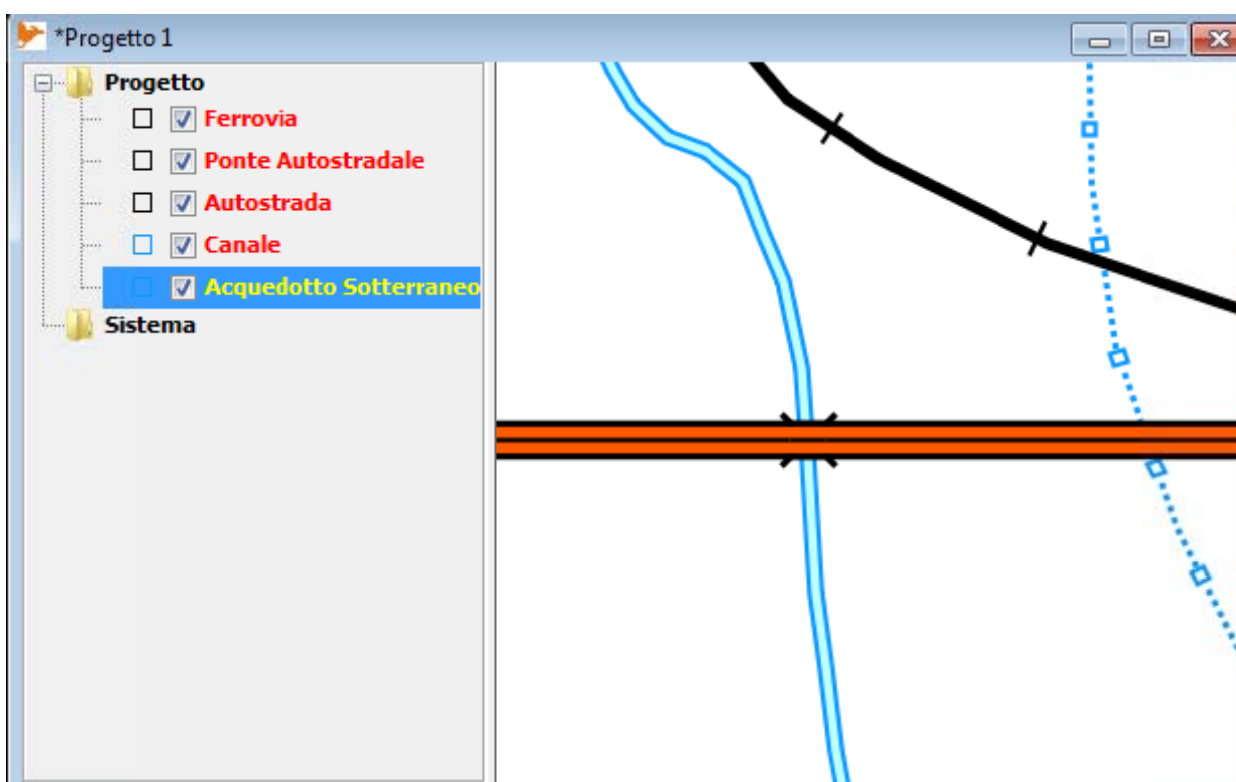 *Progetto 1
Progetto
Ferrovia
Ponte Autostradale
Autostrada
Canale
Acquedotto Sotterraneo
Sistema